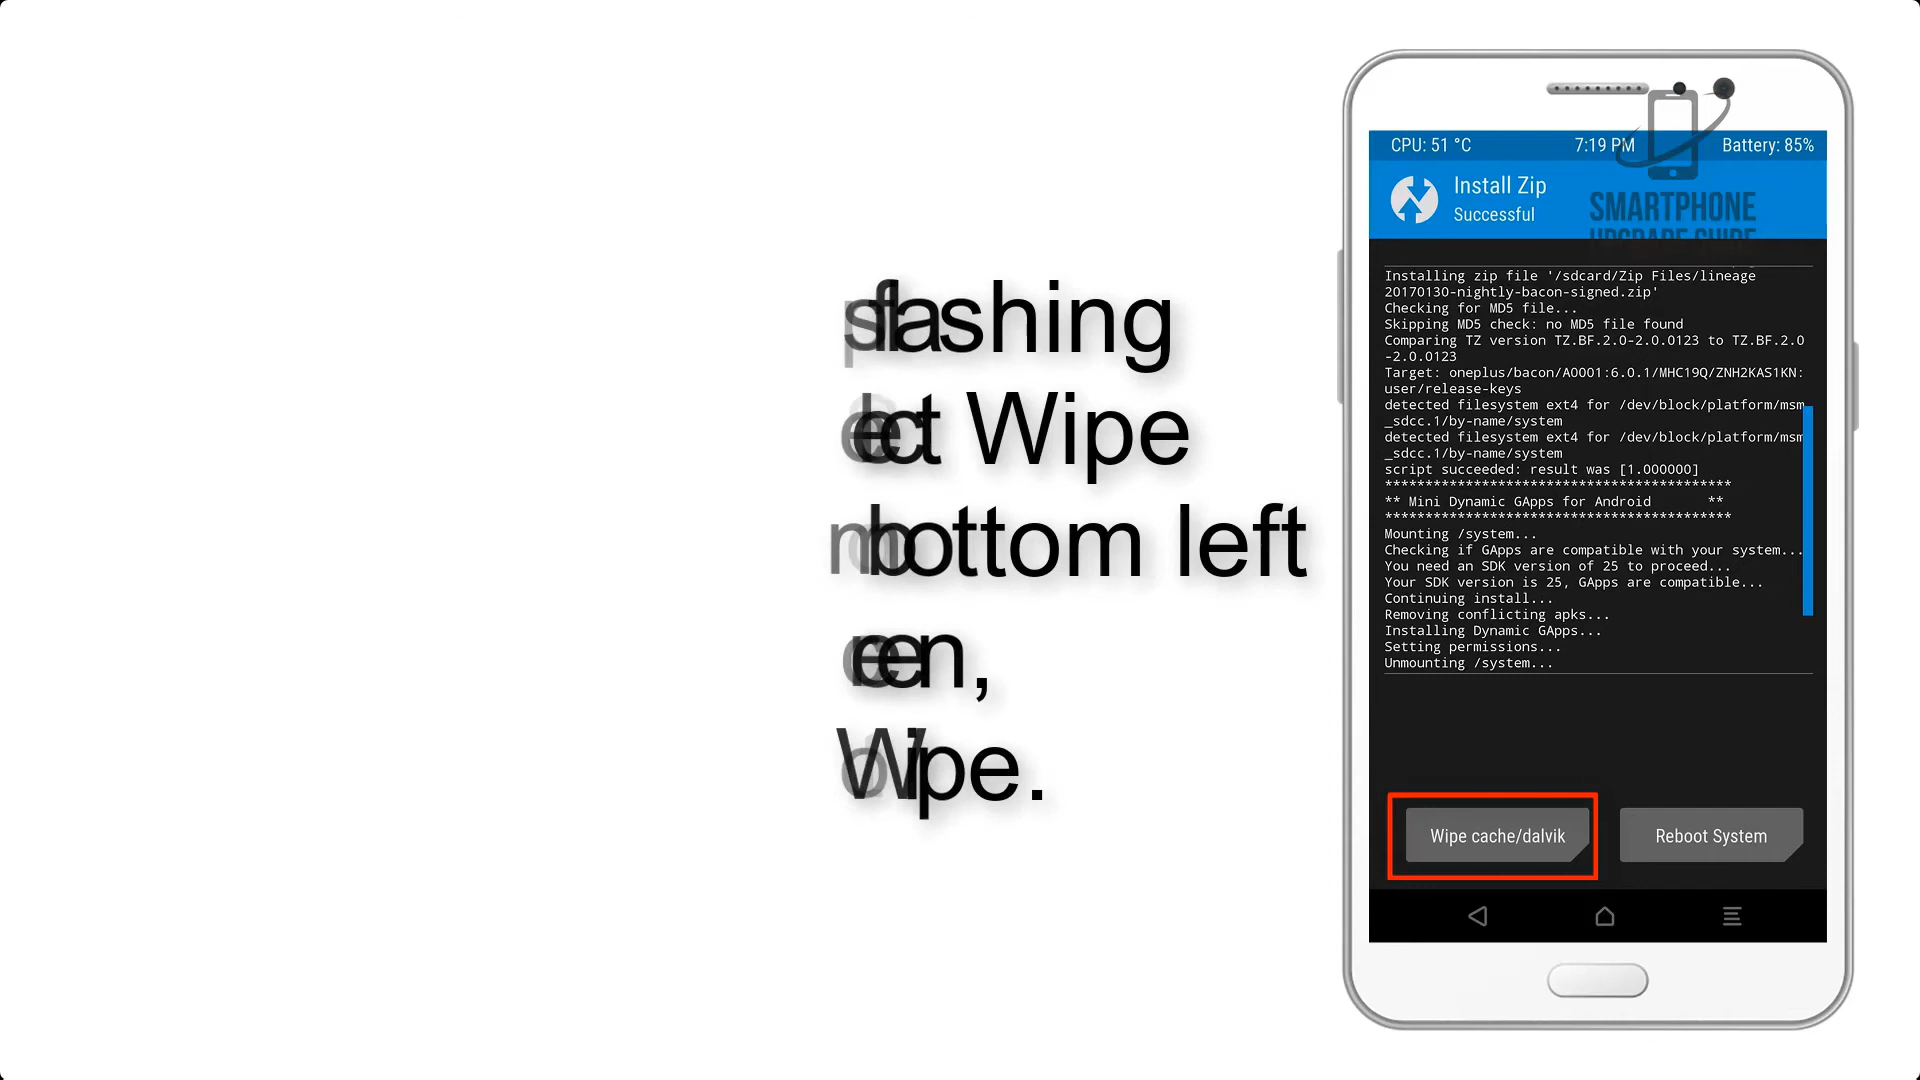 flashing
lect Wipe
bottom left
een,
Wipe.
CPU: 51 °C 7:19 PM Battery: 85%
Install Zip
Successful
SMARTPHONE
UPGRADE GUIDE
Installing zip file '/sdcard/Zip Files/lineage
20170130-nightly-bacon-signed.zip'
Checking for MD5 file...
Skipping MD5 check: no MD5 file found
Comparing TZ version TZ.BF.2.0-2.0.0123 to TZ.BF.2.0
-2.0.0123
Target: oneplus/bacon/A0001:6.0.1/MHC19Q/ZNH2KAS1KN:
user/release-keys
detected filesystem ext4 for /dev/block/platform/msm
_sdcc.1/by-name/system
detected filesystem ext4 for /dev/block/platform/msm
_sdcc.1/by-name/system
script succeeded: result was [1.000000]
*******************************************
** Mini Dynamic GApps for Android **
*******************************************
Mounting /system...
Checking if GApps are compatible with your system...
You need an SDK version of 25 to proceed...
Your SDK version is 25, GApps are compatible...
Continuing install...
Removing conflicting apks...
Installing Dynamic GApps...
Setting permissions...
Unmounting /system...
Wipe cache/dalvik Reboot System